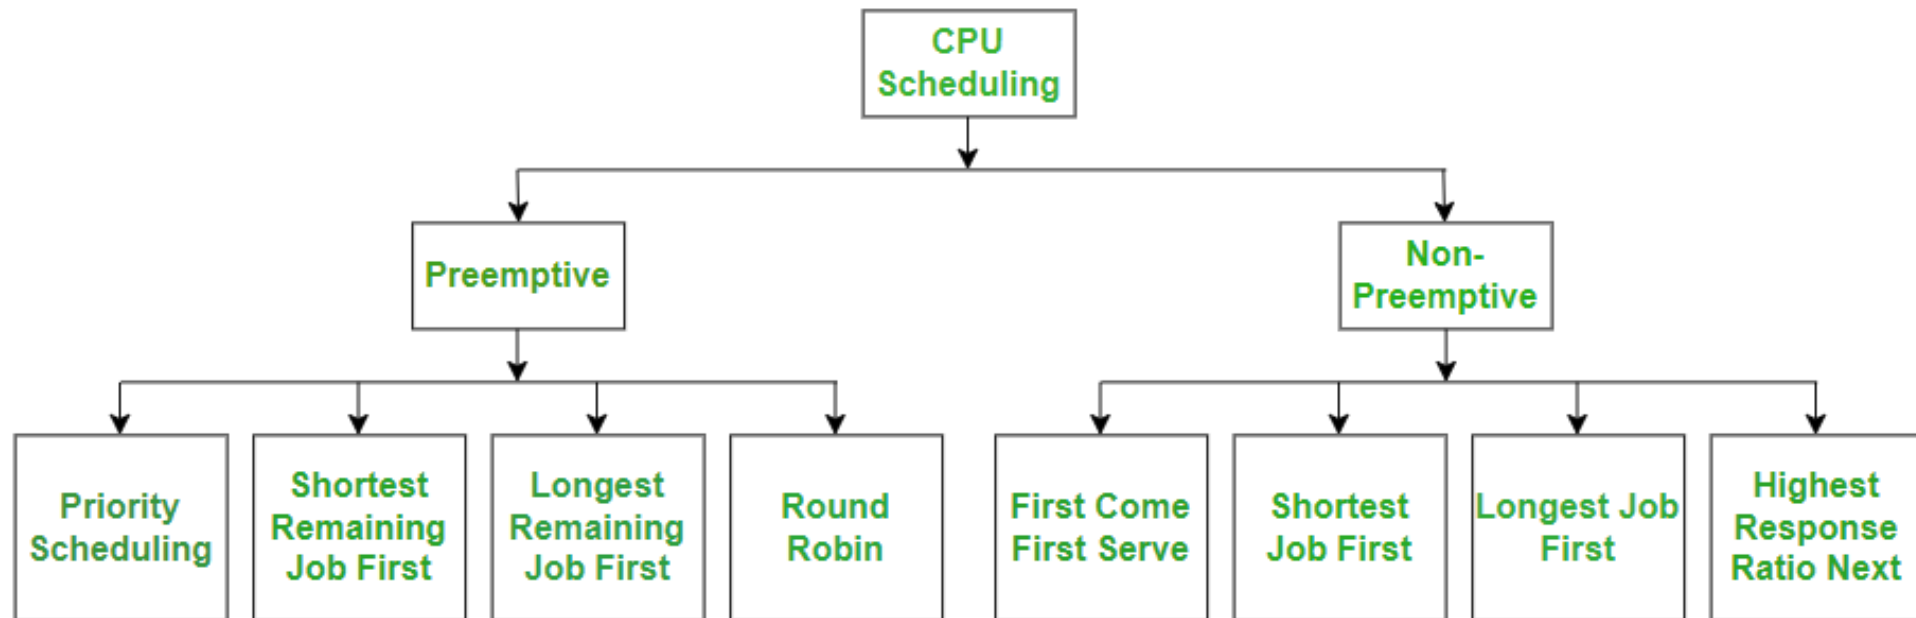 CPU
Scheduling
Preemptive
Non-
Preemptive
Priority
Scheduling
Shortest
Remaining
Job First
Longest
Remaining
Job First
Round
Robin
First Come
First Serve
Shortest
Job First
Longest Job
First
Highest
Response
Ratio Next